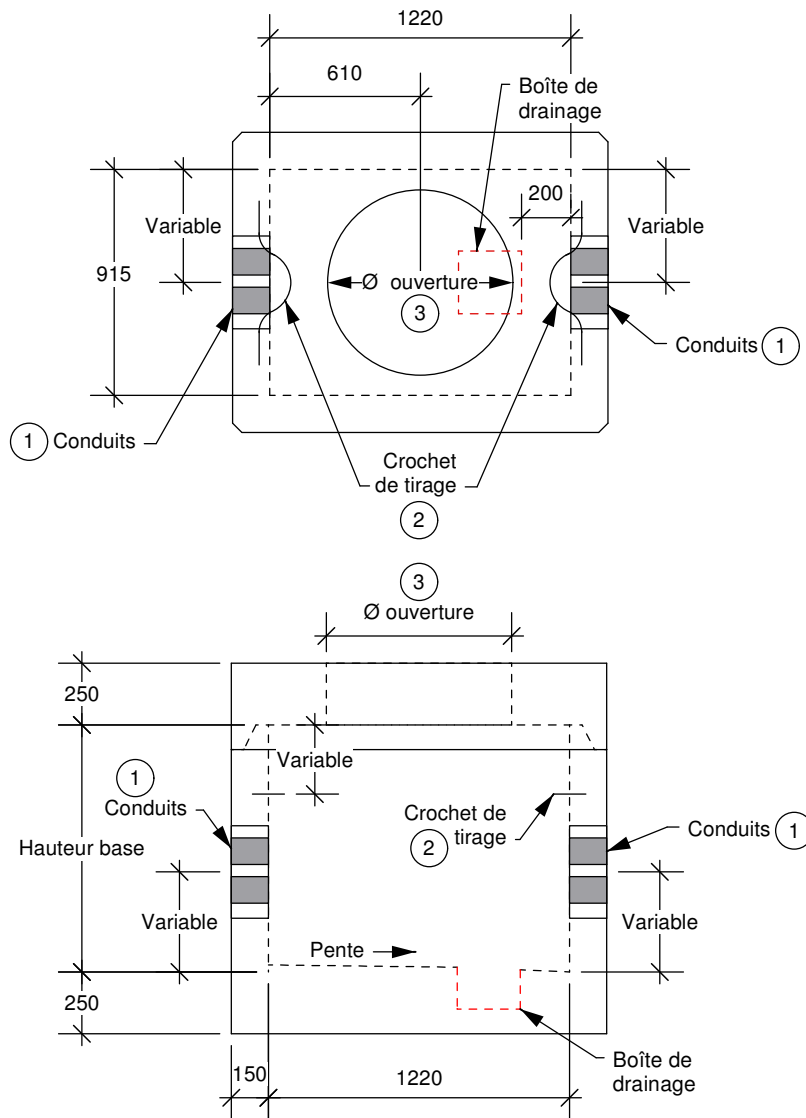 1220
610
Boîte de
drainage
200
Variable
Variable
915
Ø ouverture
3
Conduits 1
1 Conduits
Crochet
de tirage
2
3
Ø ouverture
250
Variable
1
Conduits
Crochet de
tirage
2
Conduits 1
Hauteur base
Variable
Variable
Pente
250
Boîte de
drainage
150
1220